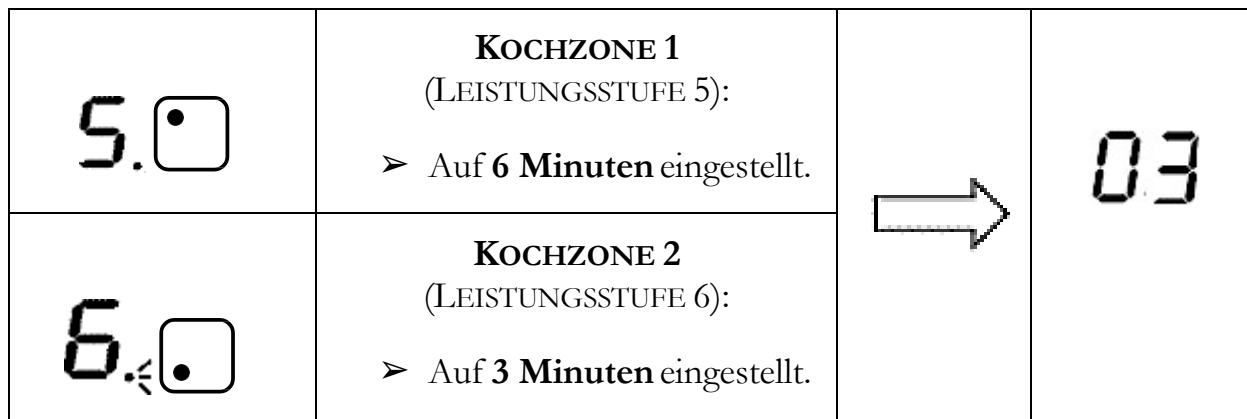 5.
KOCHZONE 1
(LEISTUNGSSTUFE 5):
➢ Auf 6 Minuten eingestellt.
03
6.
KOCHZONE 2
(LEISTUNGSSTUFE 6):
➢ Auf 3 Minuten eingestellt.